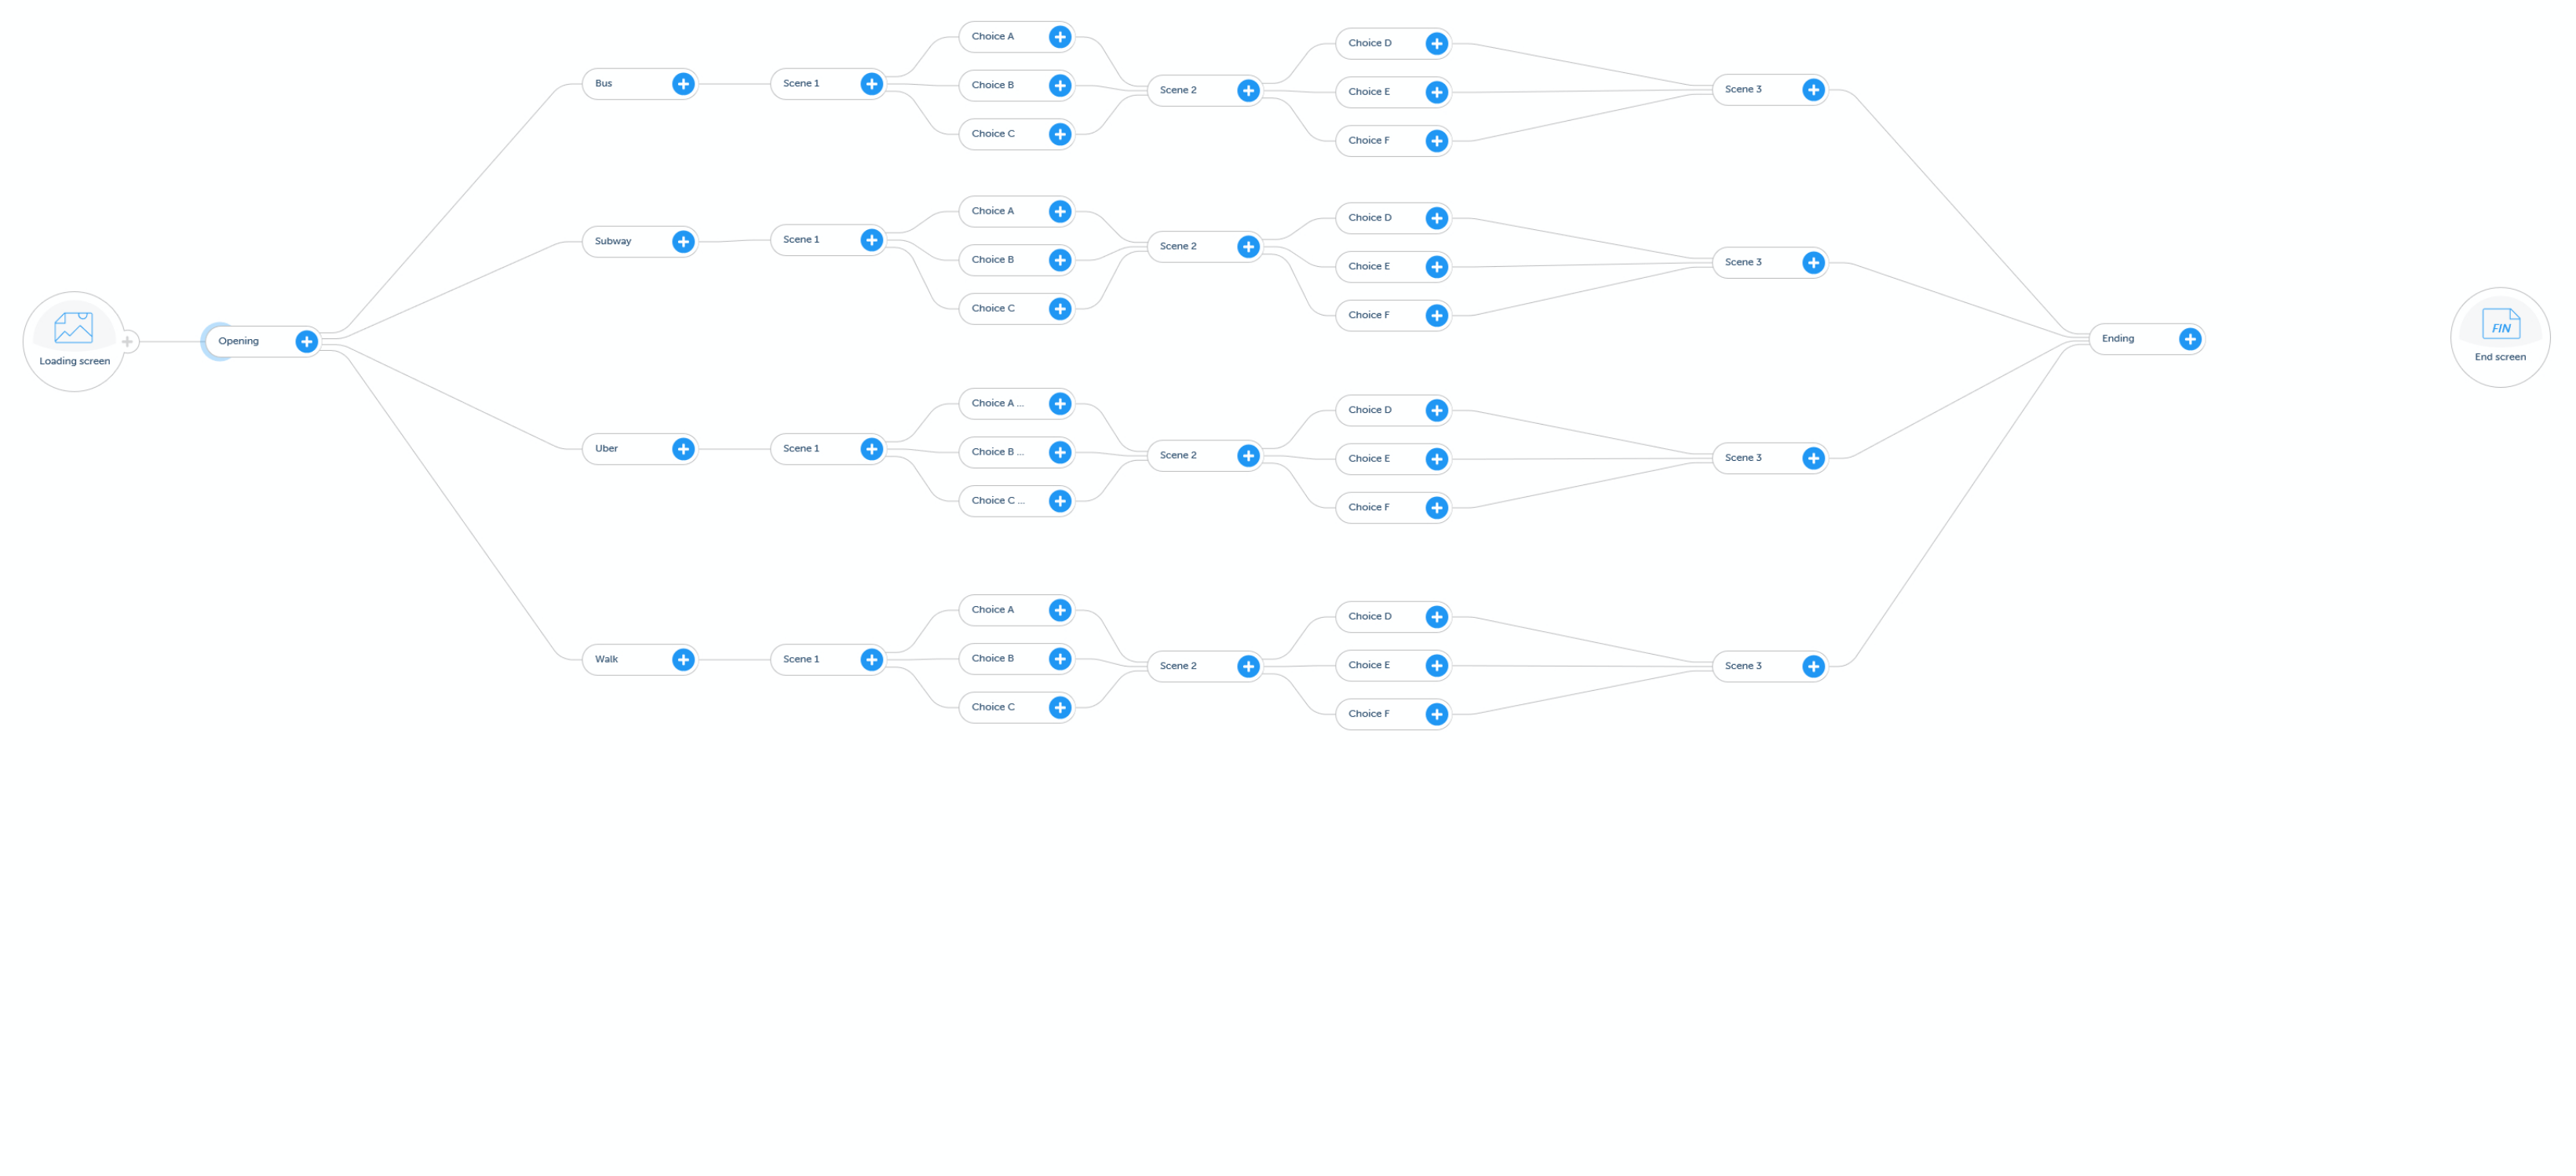 Loading screen
Opening
Bus
Scene 1
Choice A
Choice B
Choice C
Scene 2
Choice D
Choice E
Choice F
Scene 3
Subway
Scene 1
Choice A
Choice B
Choice C
Scene 2
Choice D
Choice E
Choice F
Scene 3
Uber
Scene 1
Choice A ...
Choice B ...
Choice C ...
Scene 2
Choice D
Choice E
Choice F
Scene 3
Walk
Scene 1
Choice A
Choice B
Choice C
Scene 2
Choice D
Choice E
Choice F
Scene 3
Ending
FIN
End screen